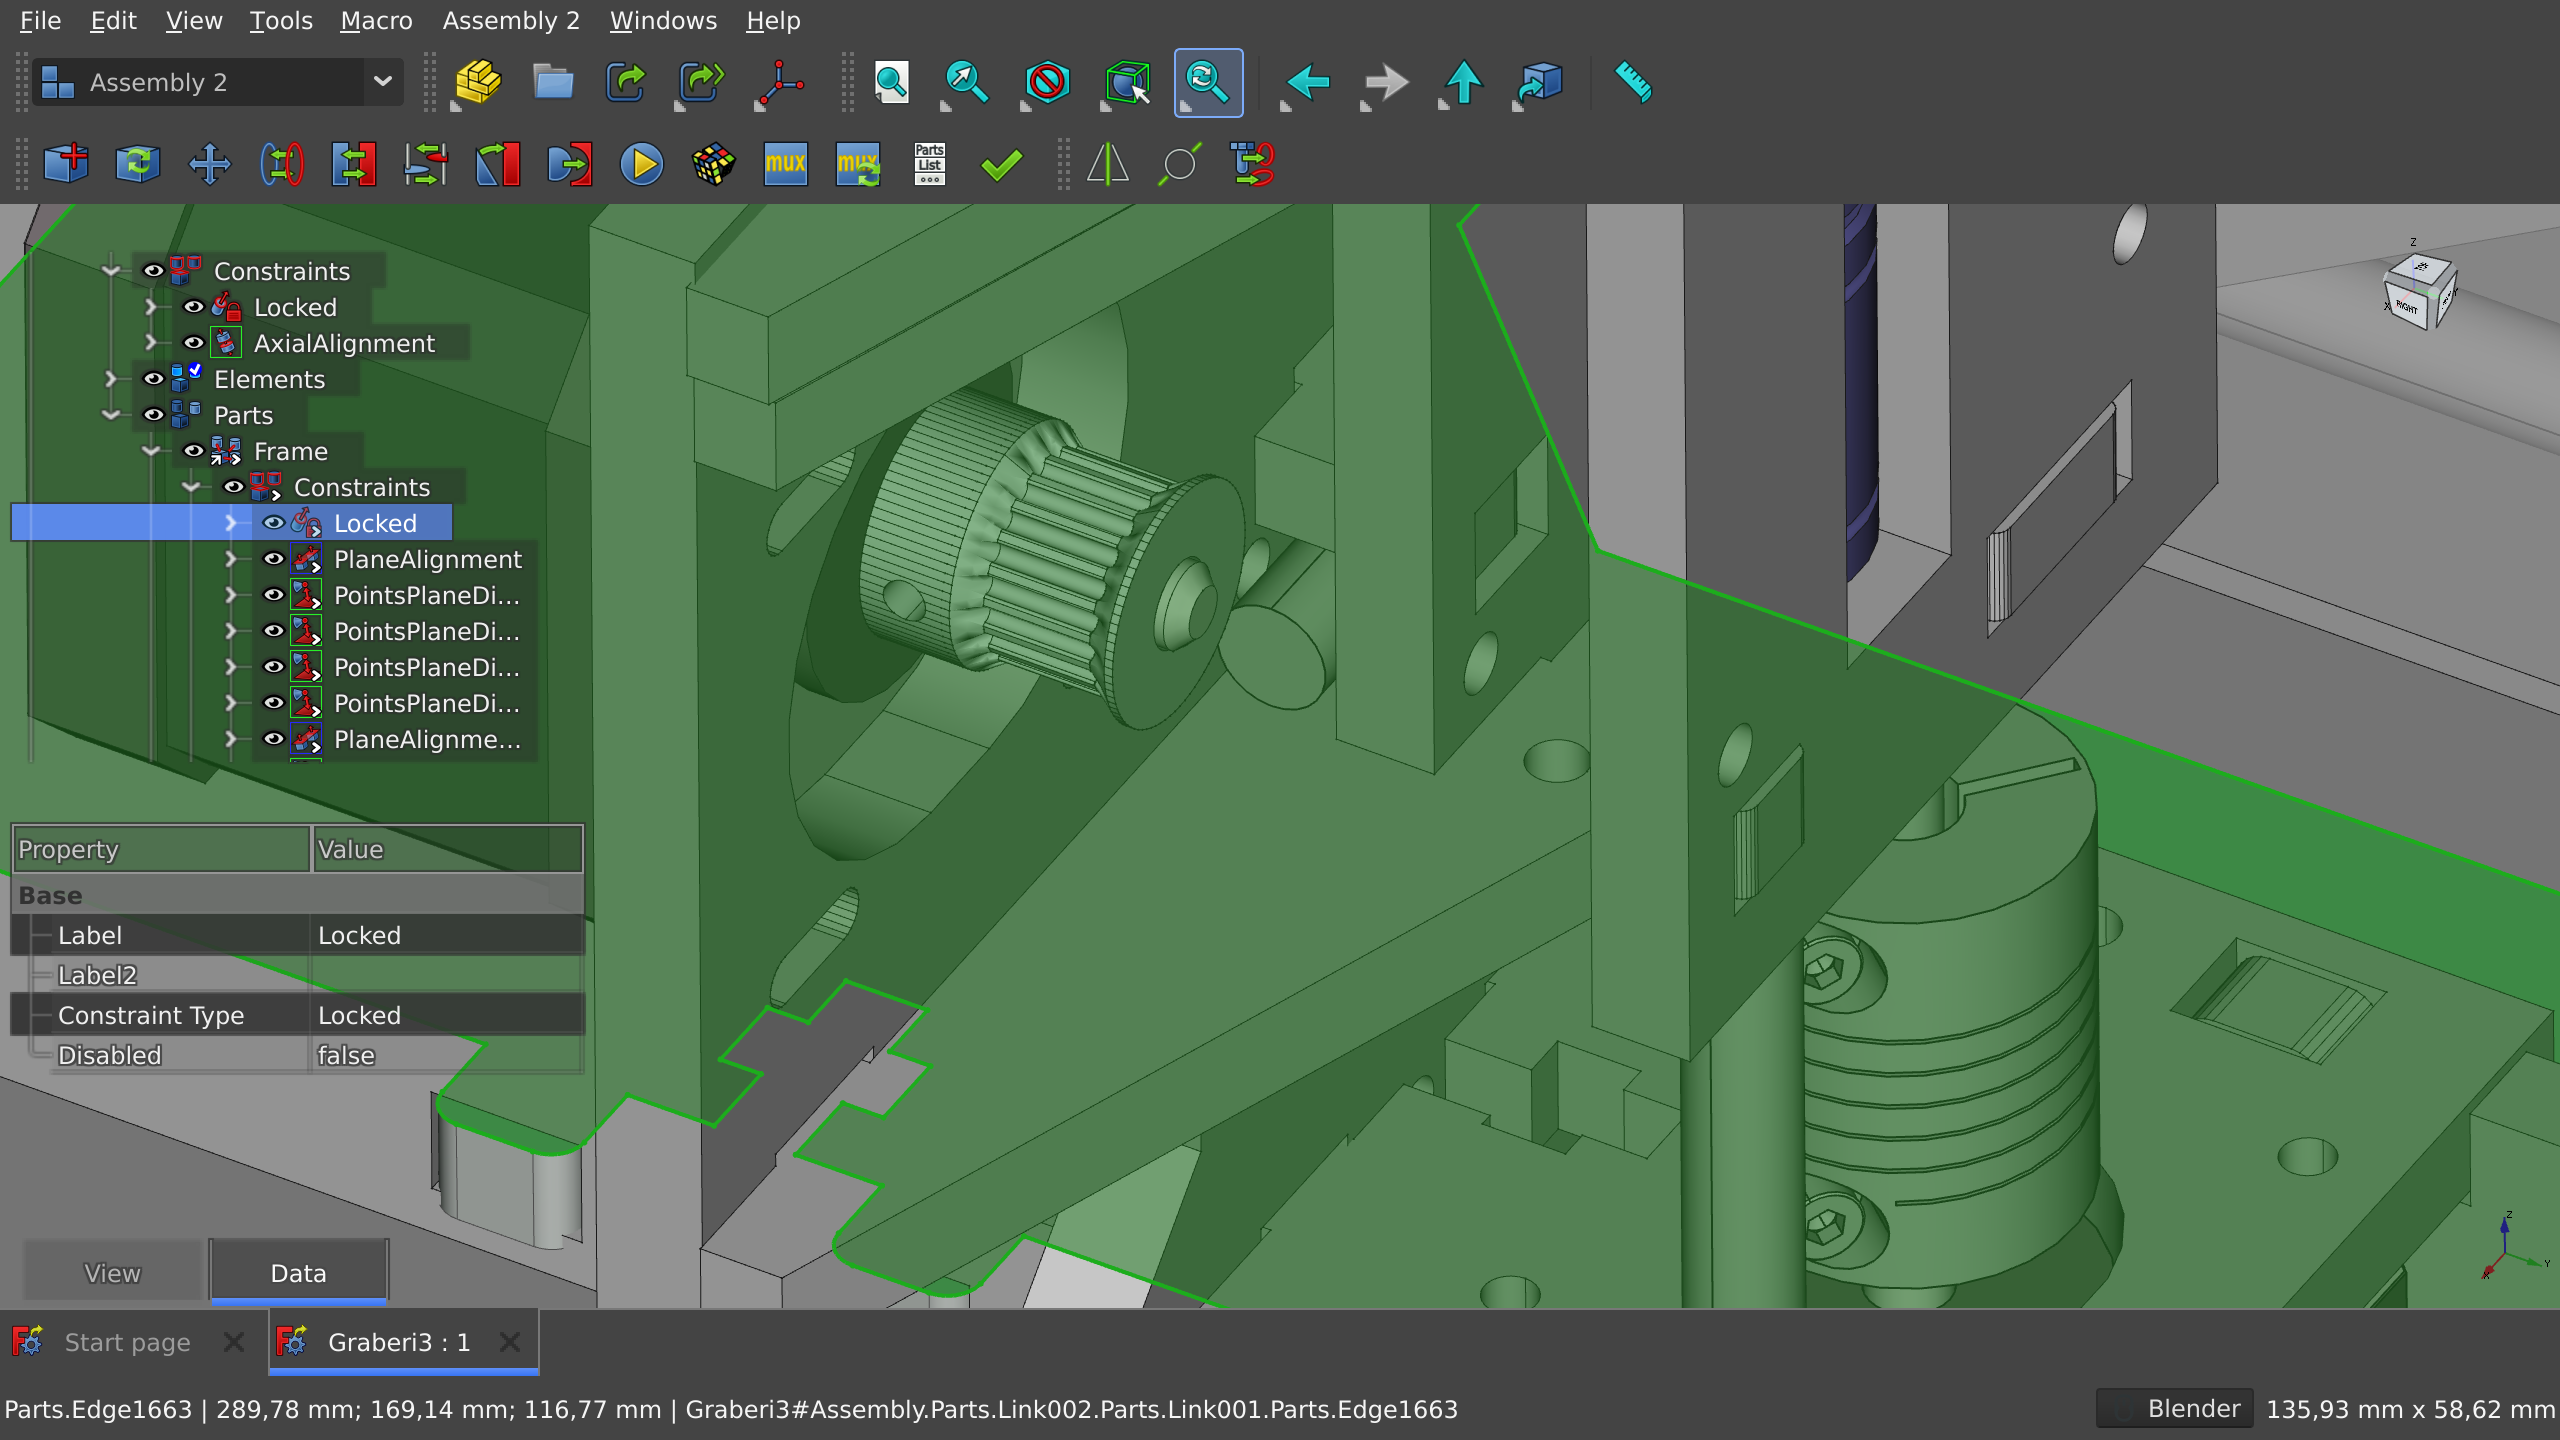 File Edit View Tools Macro Assembly 2 Windows Help
Assembly 2
mux mux Parts List
Constraints
Locked
AxialAlignment
Elements
Parts
Frame
Constraints
Locked
PlaneAlignment
PointsPlaneDi...
PointsPlaneDi...
PointsPlaneDi...
PointsPlaneDi...
PlaneAlignme...
Z
RIGHT
X
Property Value
Base
Label Locked
Label2
Constraint Type Locked
Disabled false
View Data
Z
Y
X
Start page Graberi3 : 1
Parts.Edge1663 | 289,78 mm; 169,14 mm; 116,77 mm | Graberi3#Assembly.Parts.Link002.Parts.Link001.Parts.Edge1663 Blender 135,93 mm x 58,62 mm